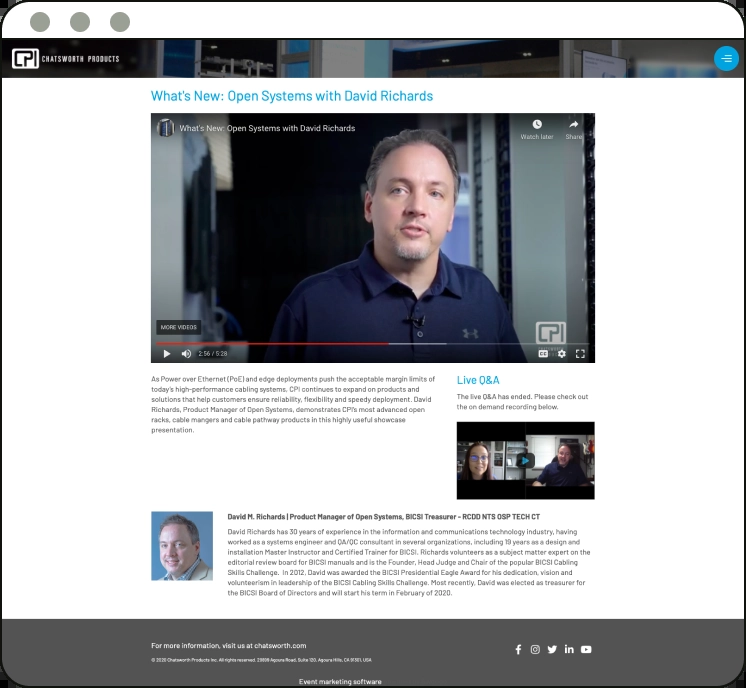 CPI CHATSWORTH PRODUCTS
What's New: Open Systems with David Richards
What's New: Open Systems with David Richards
Watch later
Share
MORE VIDEOS
CPI
2:56 / 5:28
CC
As Power over Ethernet (PoE) and edge deployments push the acceptable margin limits of
today's high-performance cabling systems, CPI continues to expand on products and
solutions that help customers ensure reliability, flexibility and speedy deployment. David
Richards, Product Manager of Open Systems, demonstrates CPI's most advanced open
racks, cable mangers and cable pathway products in this highly useful showcase
presentation.
Live Q&A
The live Q&A has ended. Please check out
the on demand recording below.
David M. Richards | Product Manager of Open Systems, BICSI Treasurer - RCDD NTS OSP TECH CT
David Richards has 30 years of experience in the information and communications technology industry, having
worked as a systems engineer and QA/QC consultant in several organizations, including 19 years as a design and
installation Master Instructor and Certified Trainer for BICSI. Richards volunteers as a subject matter expert on the
editorial review board for BICSI manuals and is the Founder, Head Judge and Chair of the popular BICSI Cabling
Skills Challenge. In 2012, David was awarded the BICSI Presidential Eagle Award for his dedication, vision and
volunteerism in leadership of the BICSI Cabling Skills Challenge. Most recently, David was elected as treasurer for
the BICSI Board of Directors and will start his term in February of 2020.
For more information, visit us at chatsworth.com
© 2020 Chatsworth Products Inc. All rights reserved. 29899 Agoura Road, Suite 120, Agoura Hills, CA 91301, USA
Event marketing software